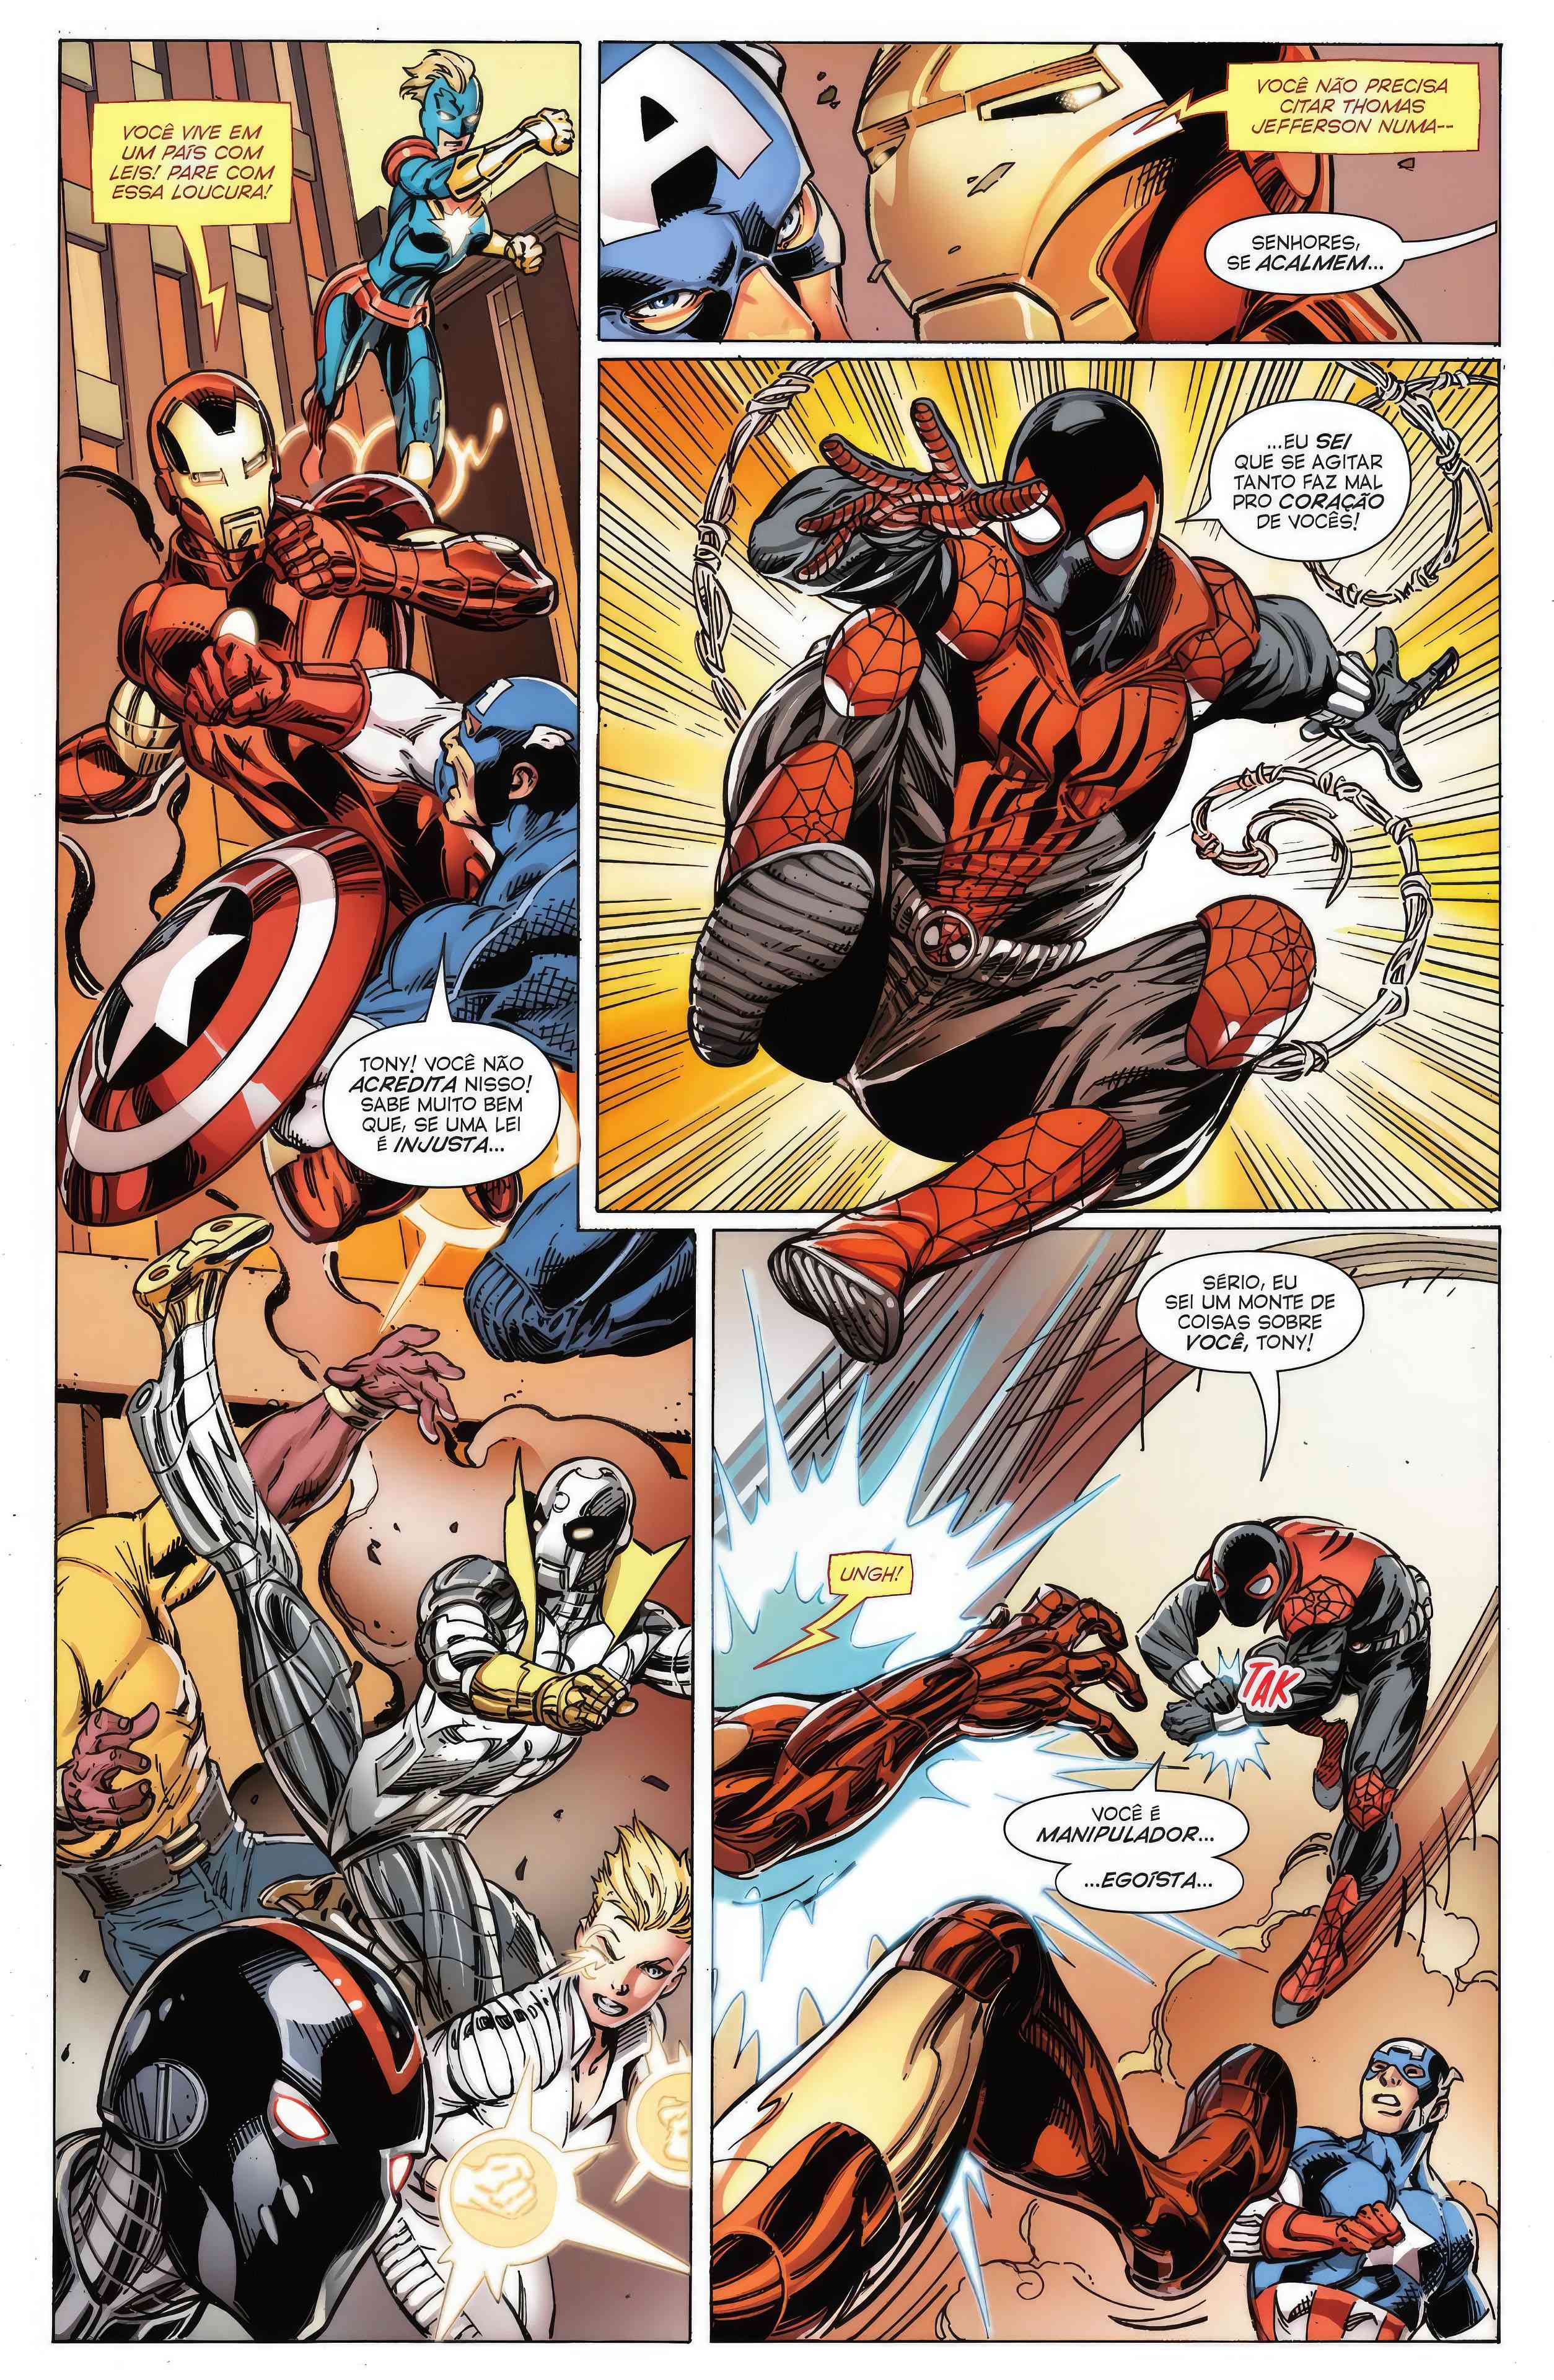 VOCÊ VIVE EM
UM PAÍS COM
LEIS! PARE COM
ESSA LOUCURA!
TONY! VOCÊ NÃO
ACREDITA NISSO!
SABE MUITO BEM
QUE, SE UMA LEI
É INJUSTA...
VOCÊ NÃO PRECISA
CITAR THOMAS
JEFFERSON NUMA--
SENHORES,
SE ACALMEM...
...EU SEI
QUE SE AGITAR
TANTO FAZ MAL
PRO CORAÇÃO
DE VOCÊS!
SÉRIO, EU
SEI UM MONTE DE
COISAS SOBRE
VOCÊ, TONY!
UNGH!
TAK
VOCÊ É
MANIPULADOR...
...EGOÍSTA...